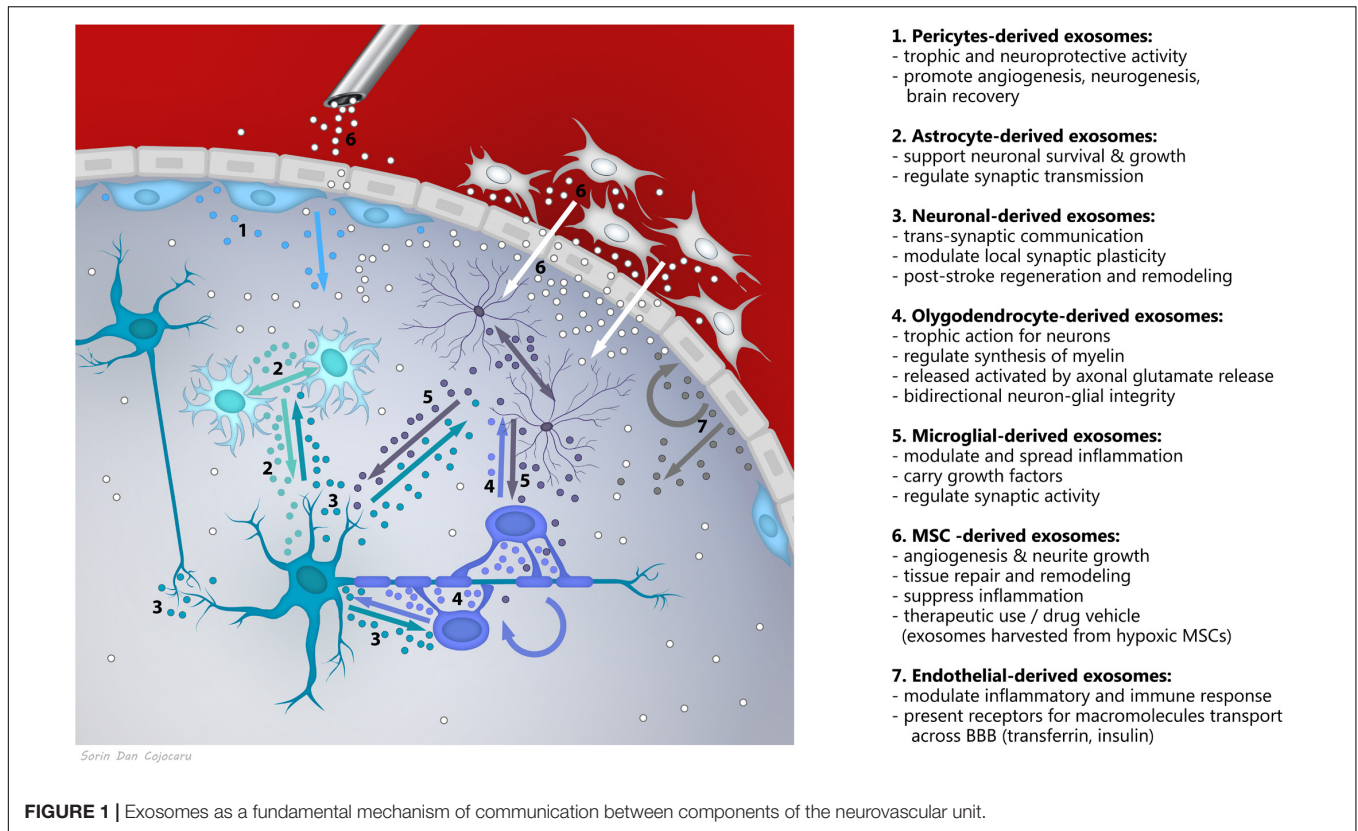 6
1. Pericytes-derived exosomes:
- trophic and neuroprotective activity
- promote angiogenesis, neurogenesis,
brain recovery
2. Astrocyte-derived exosomes:
- support neuronal survival & growth
- regulate synaptic transmission
3. Neuronal-derived exosomes:
- trans-synaptic communication
- modulate local synaptic plasticity
- post-stroke regeneration and remodeling
4. Olygodendrocyte-derived exosomes:
- trophic action for neurons
- regulate synthesis of myelin
- released activated by axonal glutamate release
- bidirectional neuron-glial integrity
5. Microglial-derived exosomes:
- modulate and spread inflammation
- carry growth factors
- regulate synaptic activity
6. MSC -derived exosomes:
- angiogenesis & neurite growth
- tissue repair and remodeling
- suppress inflammation
- therapeutic use / drug vehicle
(exosomes harvested from hypoxic MSCs)
7. Endothelial-derived exosomes:
- modulate inflammatory and immune response
- present receptors for macromolecules transport
across BBB (transferrin, insulin)
6
1
6
2
5
7
2
4
5
3
3
4
3
Sorin Dan Cojocaru
FIGURE 1 | Exosomes as a fundamental mechanism of communication between components of the neurovascular unit.